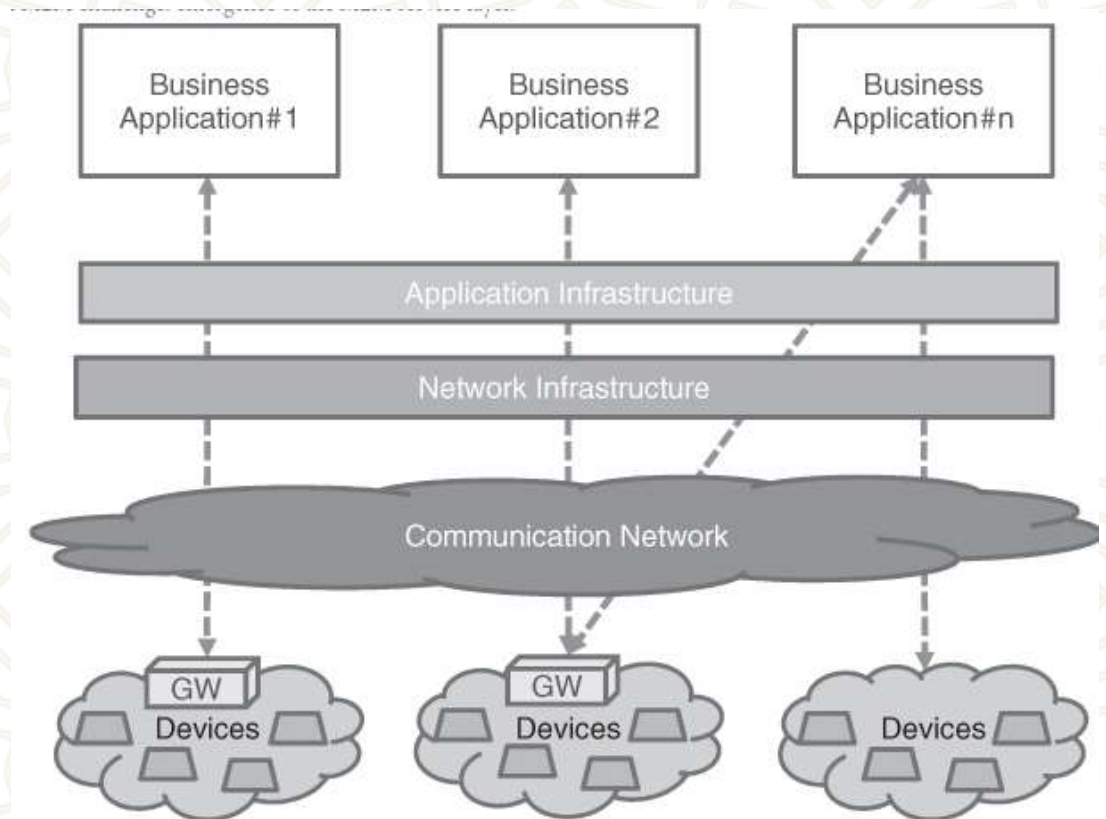 Business
Application#1
Business
Application#2
Business
Application#n
Application Infrastructure
Network Infrastructure
Communication Network
GW
Devices
GW
Devices
Devices